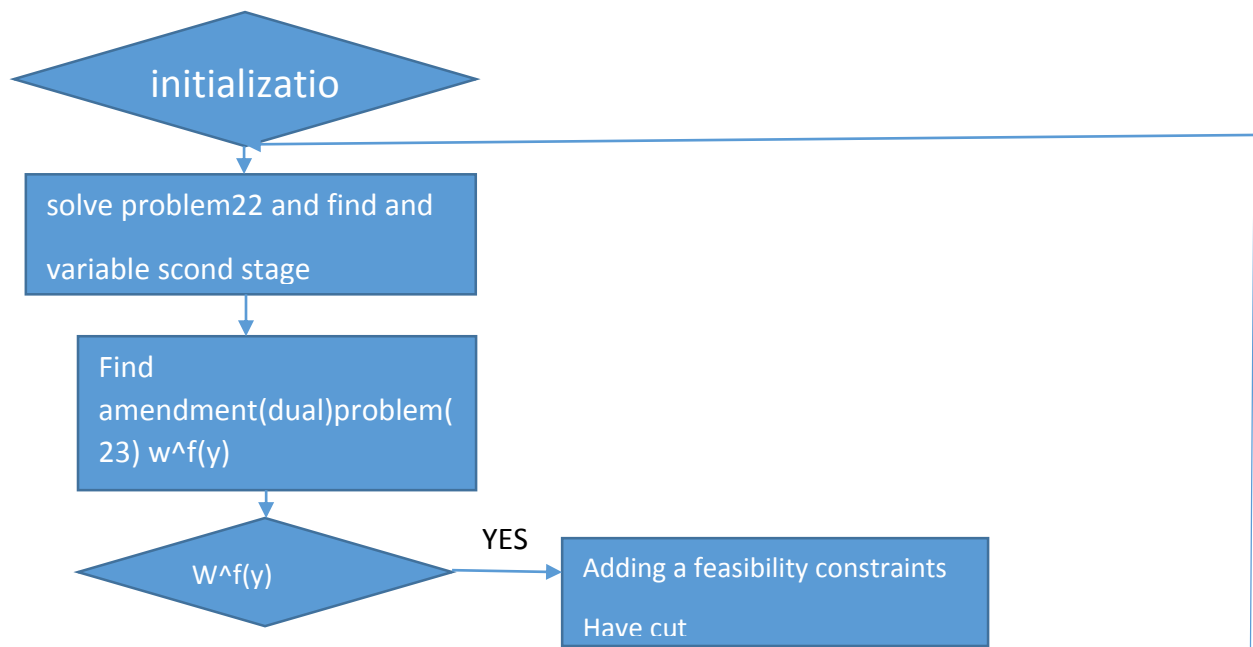 initializatio
solve problem22 and find and
variable scond stage
Find
amendment(dual)problem(
23) w^f(y)
W^f(y)
YES
Adding a feasibility constraints
Have cut